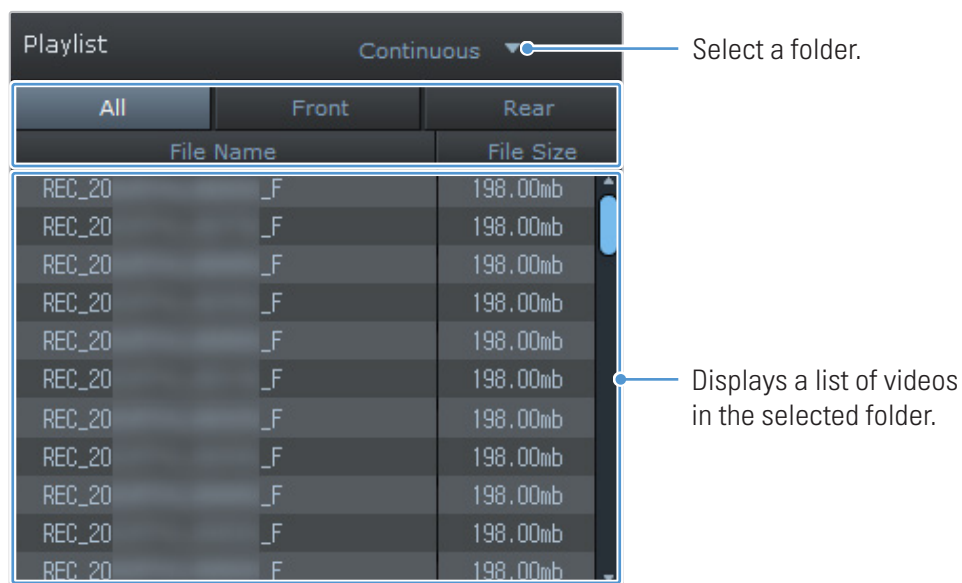 Playlist Continuous Select a folder.
All Front Rear
File Name File Size
REC_20 _F 198.00mb
REC_20 _F 198.00mb
REC_20 _F 198.00mb
REC_20 _F 198.00mb
REC_20 _F 198.00mb
REC_20 _F 198.00mb
Displays a list of videos
in the selected folder.
REC_20 _F 198.00mb
REC_20 _F 198.00mb
REC_20 _F 198.00mb
REC_20 _F 198.00mb
REC_20 _F 198.00mb